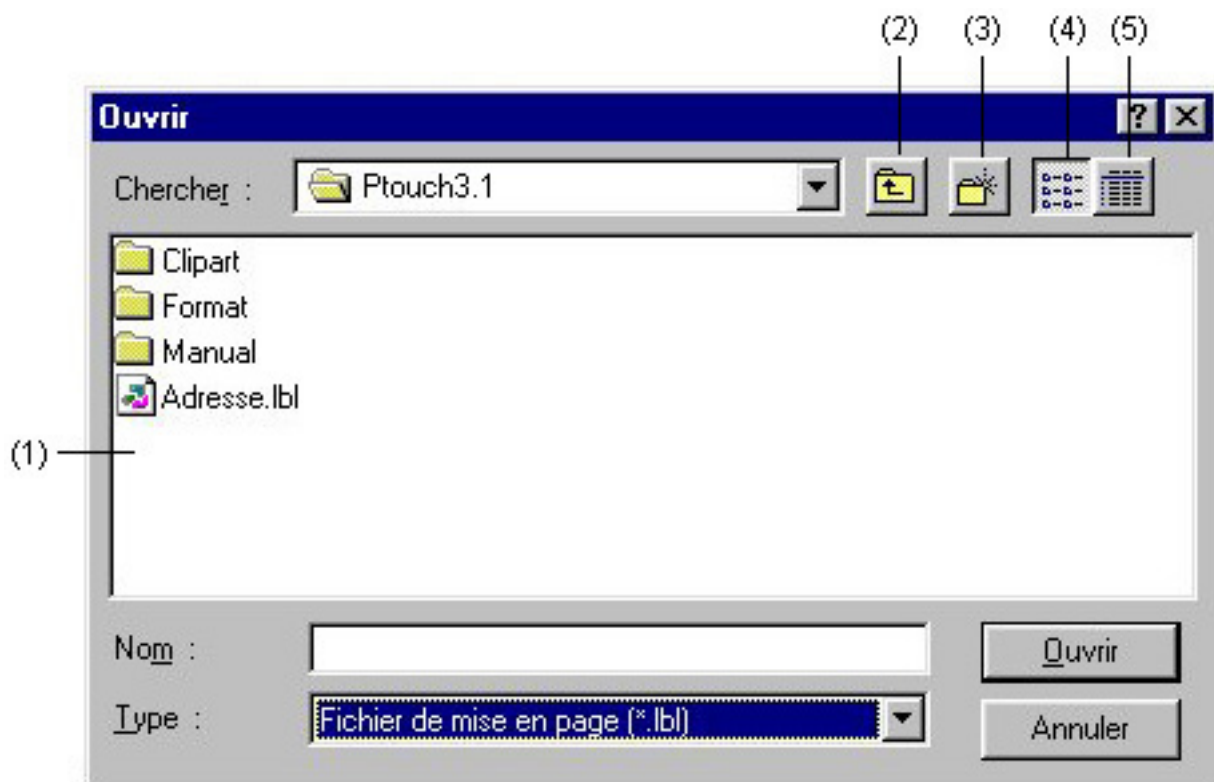 (2) (3) (4) (5)
Ouvrir
Chercher : Ptouch3.1
Clipart
Format
Manual
Adresse.lbl
(1)
Nom :
Ouvrir
Type : Fichier de mise en page (*.lbl)
Annuler